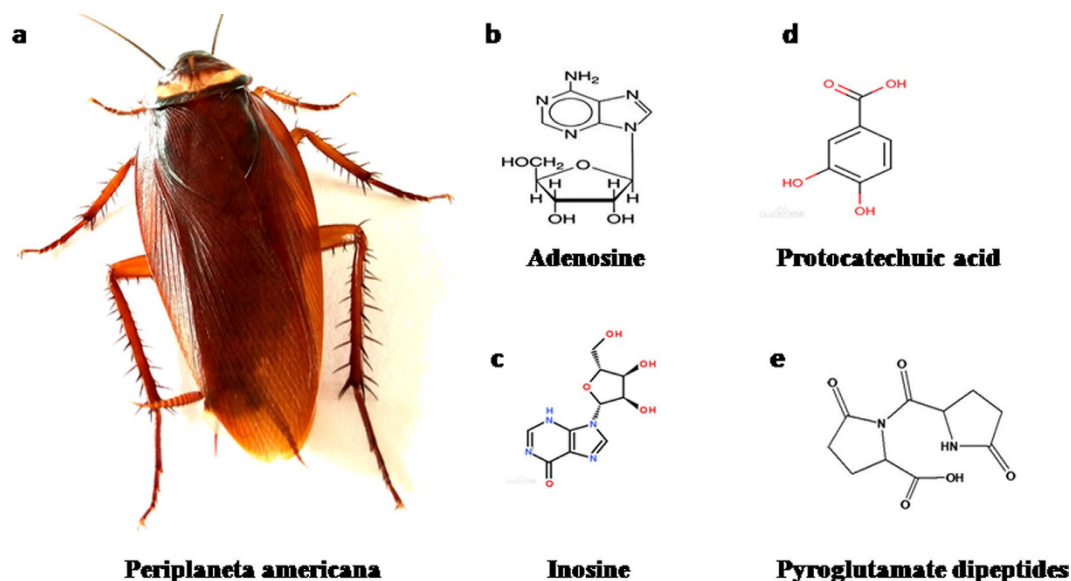 a
b
d
NH₂
N
N
N
N
HOCH₂
O
H
H
H
H
OH
OH
Adenosine
O
OH
HO
OH
Protocatechuic acid
c
OH
OH
O
OH
H
N
N
N
N
O
Inosine
e
O
O
N
HN
O
OH
O
Pyroglutamate dipeptides
Periplaneta americana